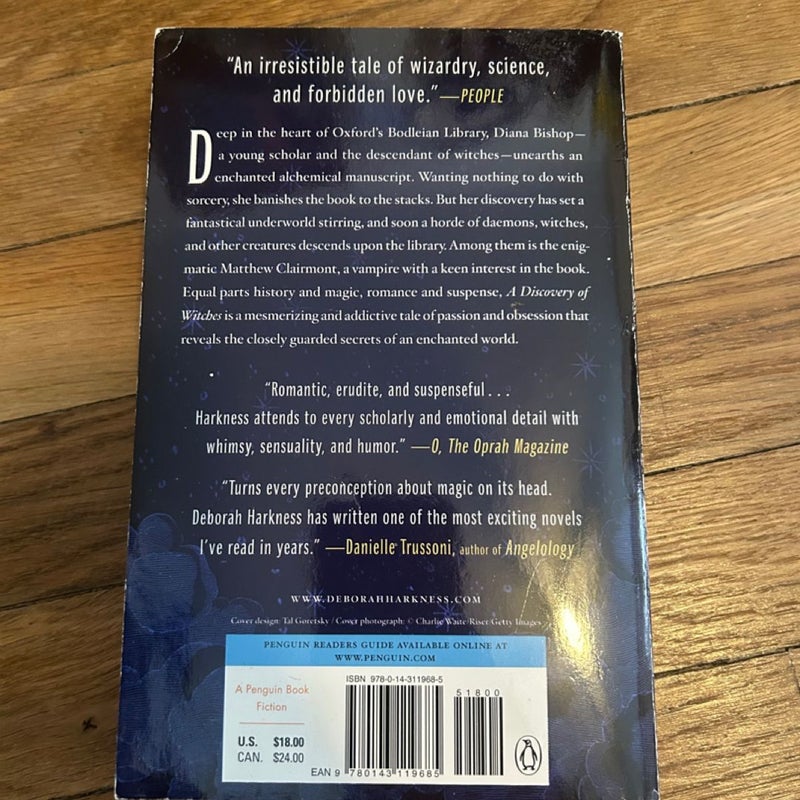 “An irresistible tale of wizardry, science,
and forbidden love.”—PEOPLE
Deep in the heart of Oxford’s Bodleian Library, Diana Bishop—
a young scholar and the descendant of witches—unearths an
enchanted alchemical manuscript. Wanting nothing to do with
sorcery, she banishes the book to the stacks. But her discovery has set a
fantastical underworld stirring, and soon a horde of daemons, witches,
and other creatures descends upon the library. Among them is the enig-
matic Matthew Clairmont, a vampire with a keen interest in the book.
Equal parts history and magic, romance and suspense, A Discovery of
Witches is a mesmerizing and addictive tale of passion and obsession that
reveals the closely guarded secrets of an enchanted world.
“Romantic, erudite, and suspenseful . . .
Harkness attends to every scholarly and emotional detail with
whimsy, sensuality, and humor.” —O, The Oprah Magazine
“Turns every preconception about magic on its head.
Deborah Harkness has written one of the most exciting novels
I’ve read in years.” —Danielle Trussoni, author of Angelology
WWW.DEBORAHHARKNESS.COM
Cover design: Tal Goretsky / Cover photograph: © Charlie Waite/Riser/Getty Images
PENGUIN READERS GUIDE AVAILABLE ONLINE AT
WWW.PENGUIN.COM
A Penguin Book
Fiction
U.S. $18.00
CAN. $24.00
ISBN 978-0-14-311968-5
51800
EAN 9 780143 119685